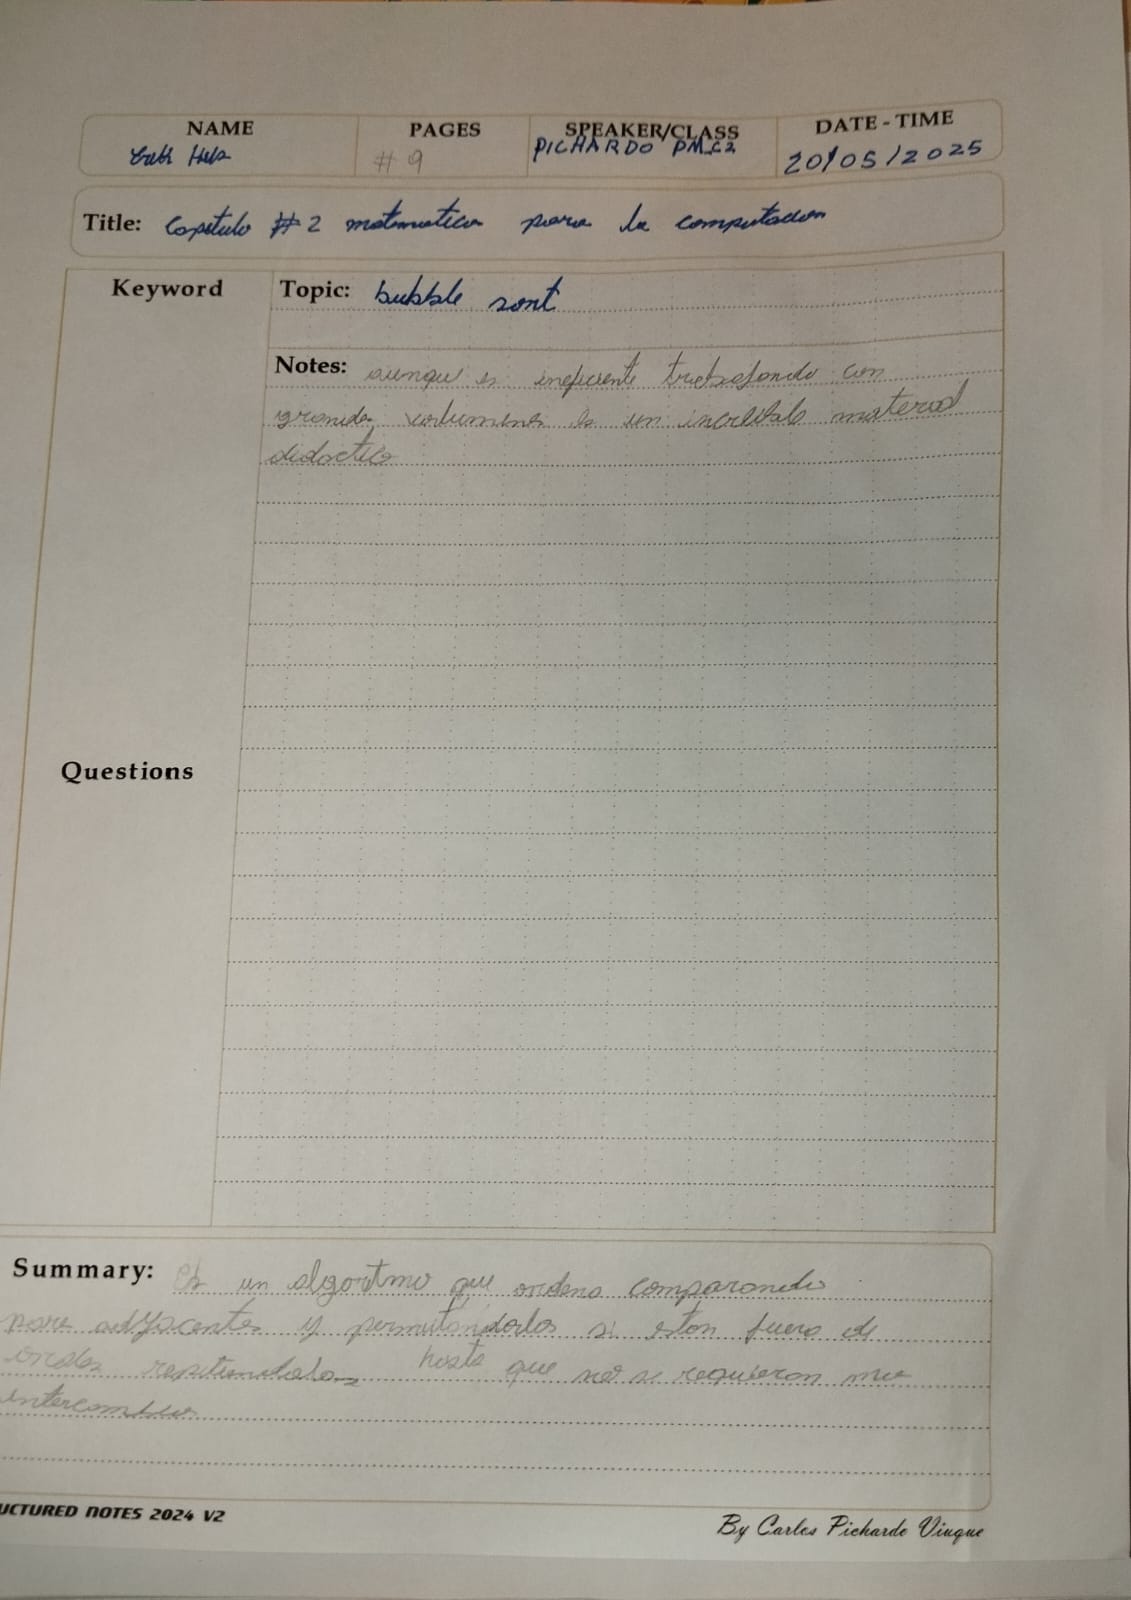 NAME PAGES SPEAKER/CLASS DATE-TIME
# 9 PICHARDO PM.C2 20/05/2025
Title: Capitulo #2 matematica para la computacion
Keyword Topic: bubble sort
Notes: aunque es ineficiente trabajando con
grandes volumenes es un increible material
didactico
Questions
Summary: Es un algoritmo que ordena comparando
pares adyacentes y permutándolos si estan fuera de
orden repitiendolo hasta que no se requieran mas
intercambios
UCTURED NOTES 2024 V2
By Carlos Pichardo Viuque